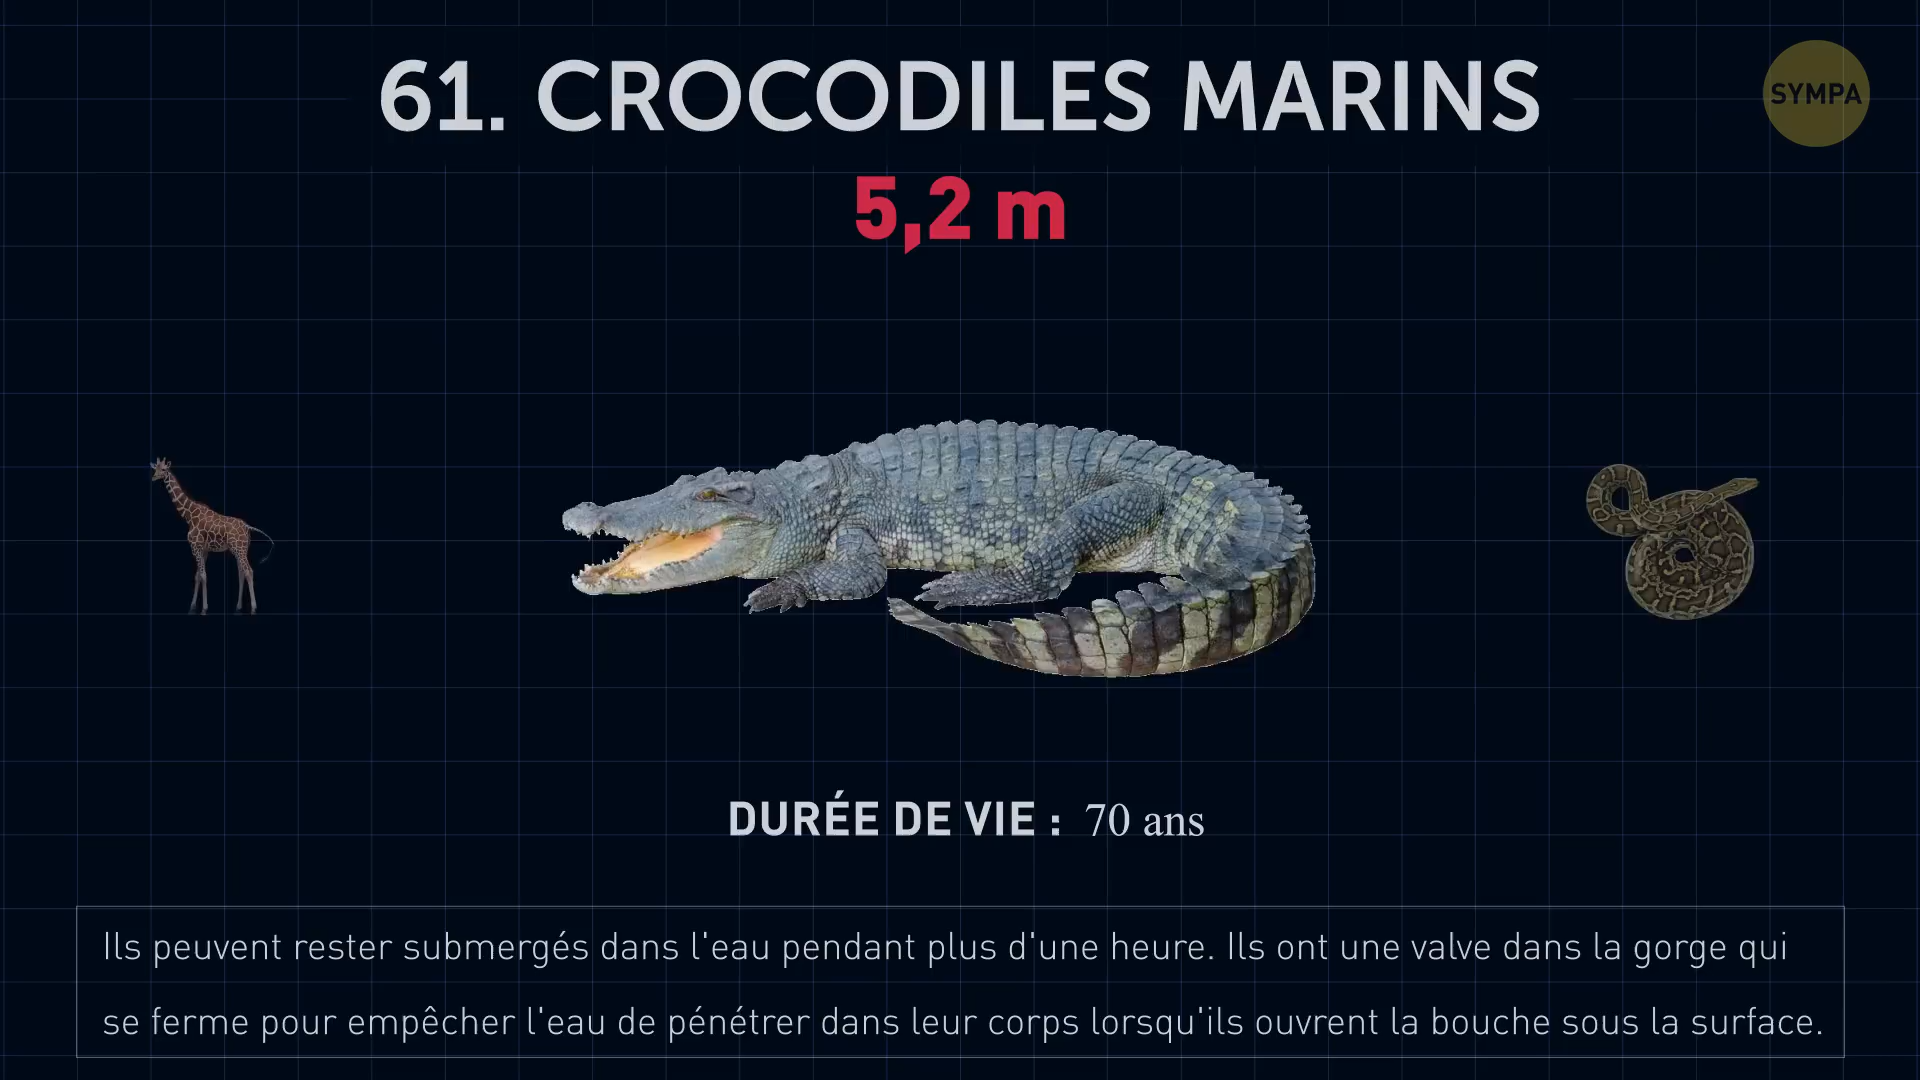 61. CROCODILES MARINS
SYMPA
5,2 m
DURÉE DE VIE : 70 ans
Ils peuvent rester submergés dans l'eau pendant plus d'une heure. Ils ont une valve dans la gorge qui
se ferme pour empêcher l'eau de pénétrer dans leur corps lorsqu'ils ouvrent la bouche sous la surface.